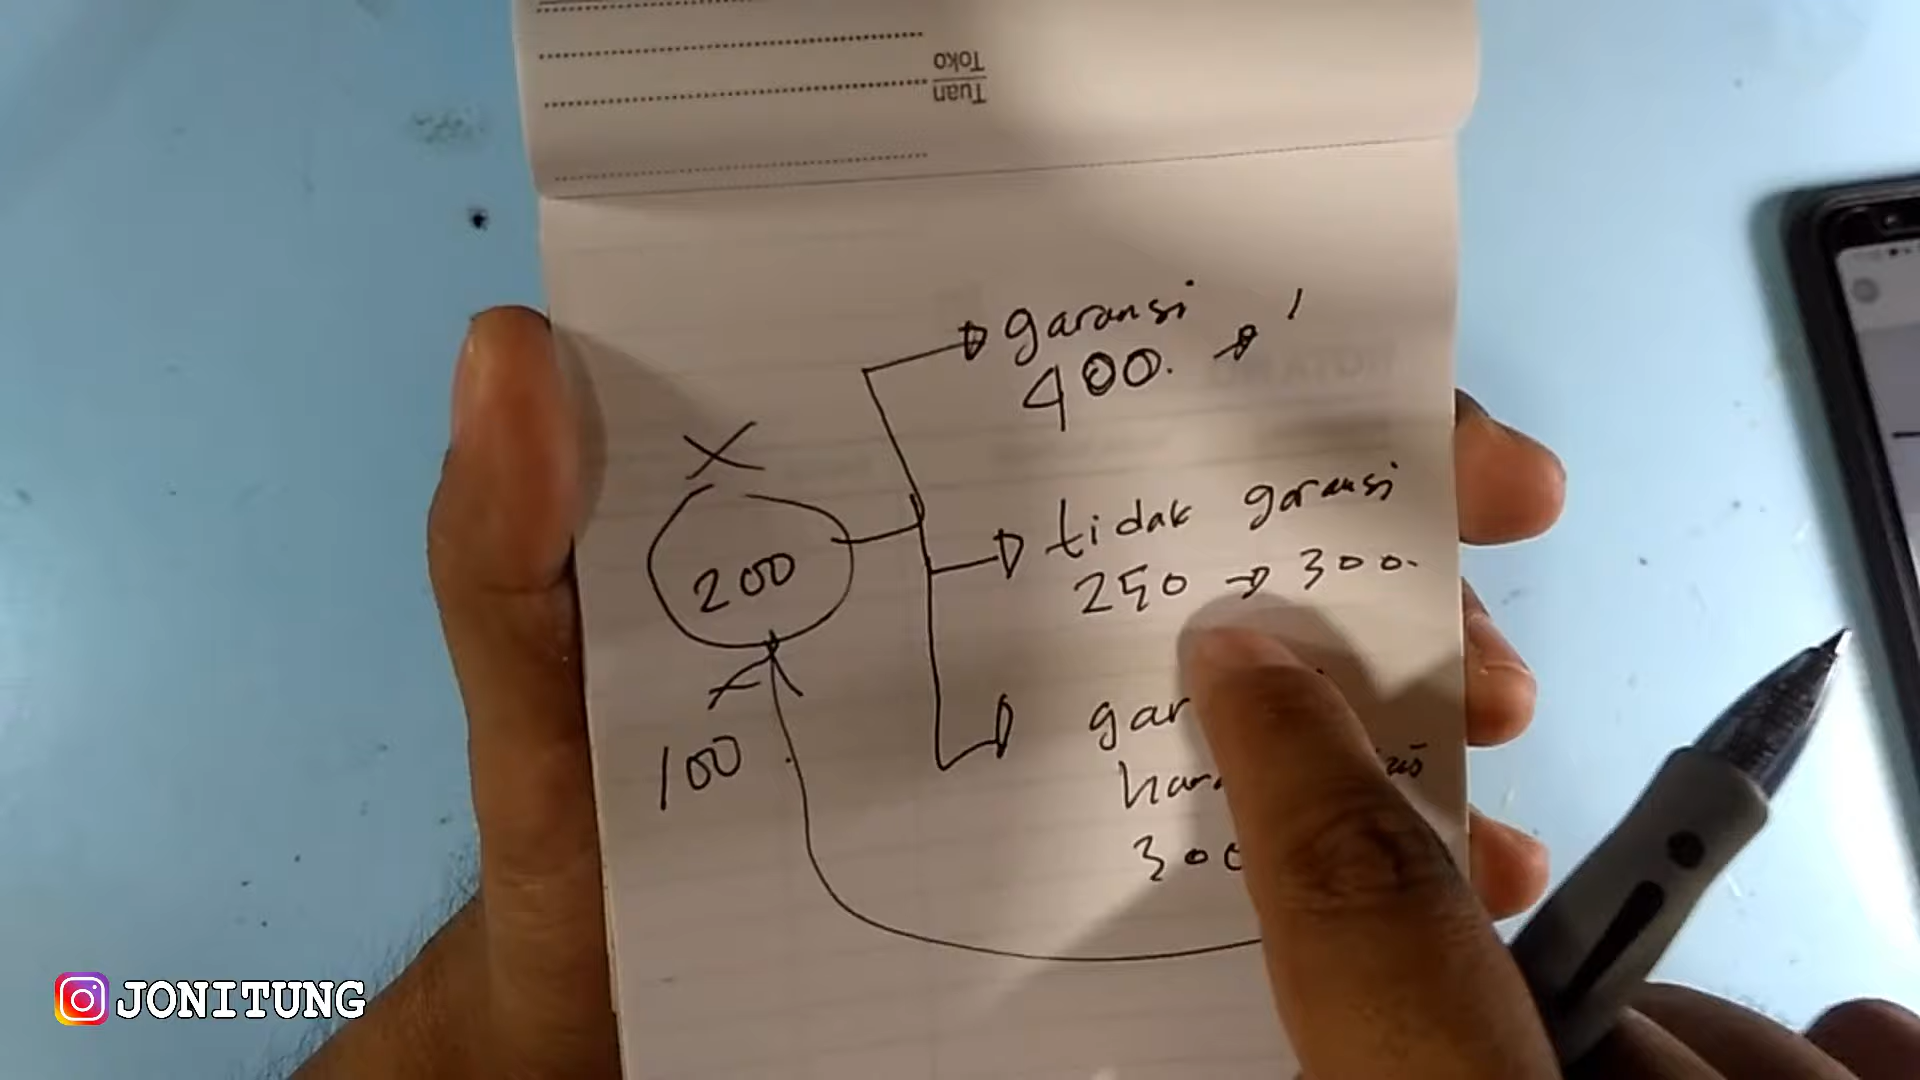 Toko
Tuan
garansi
400.
X
tidak garansi
200
250 → 300.
100
300
JONITUNG